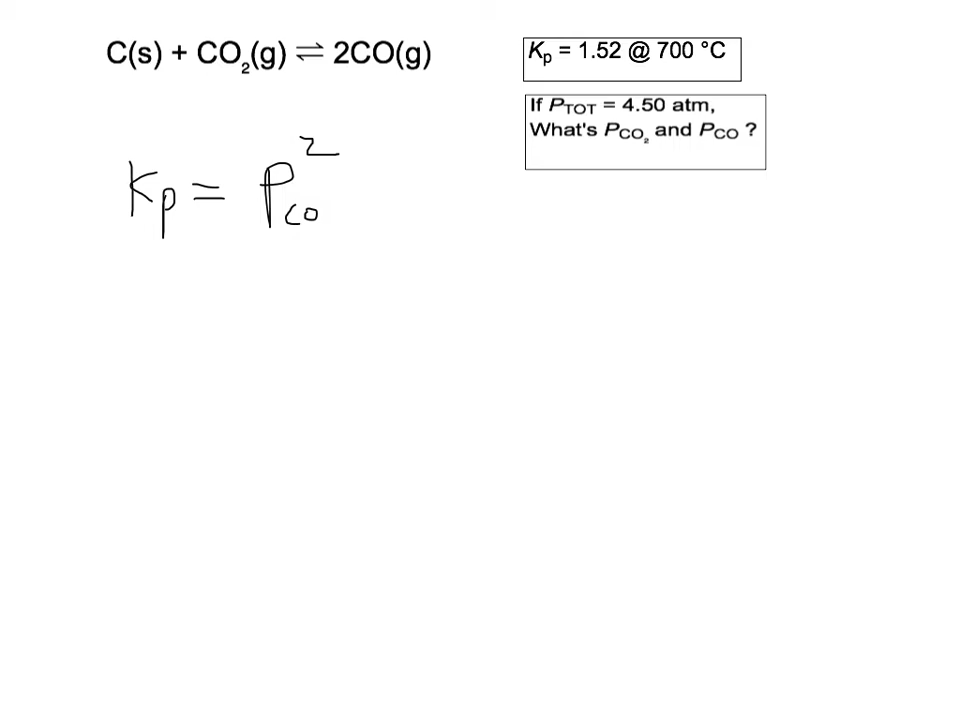 C(s) + CO₂(g) ⇌ 2CO(g)
Kp = 1.52 @ 700 °C
If PTOT = 4.50 atm,
What's PCO₂ and PCO ?
Kp = PCO²